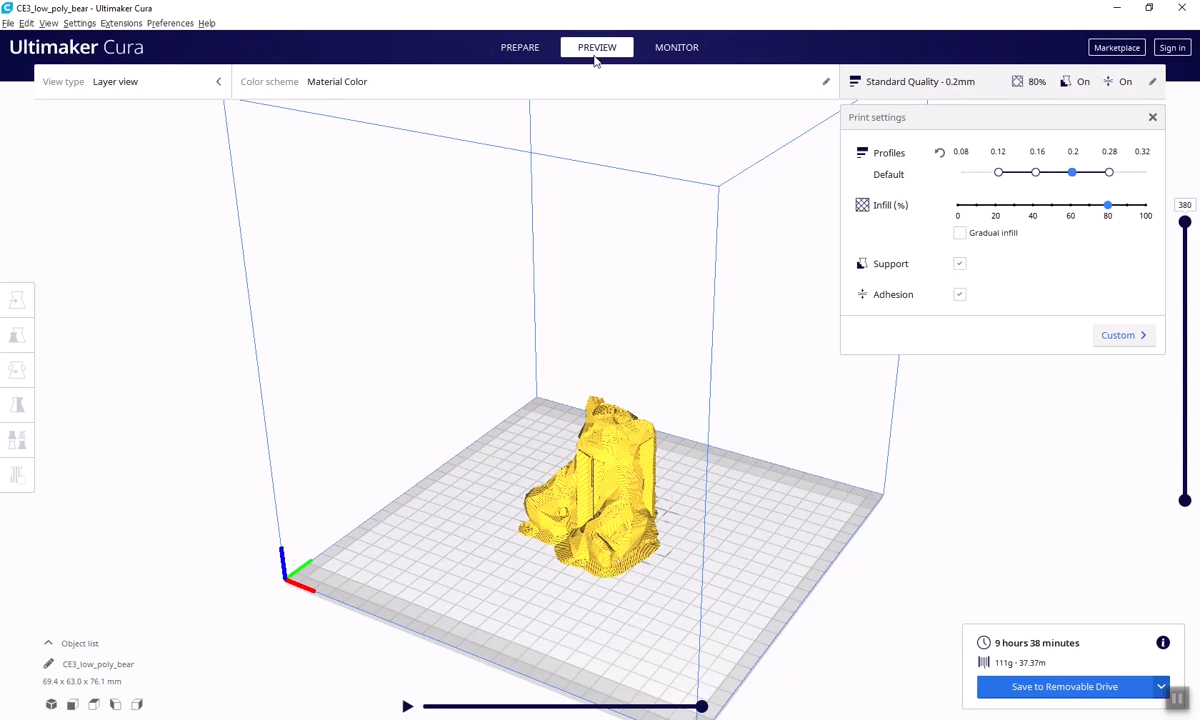 CE3_low_poly_bear - Ultimaker Cura
File Edit View Settings Extensions Preferences Help
Ultimaker Cura
PREPARE PREVIEW MONITOR
Marketplace Sign in
View type Layer view
Color scheme Material Color
Standard Quality - 0.2mm 80% On On
Print settings
Profiles 0.08 0.12 0.16 0.2 0.28 0.32
Default
Infill (%)
0 20 40 60 80 100
Gradual infill
Support
Adhesion
Custom
380
Object list
CE3_low_poly_bear
69.4 x 63.0 x 76.1 mm
9 hours 38 minutes
111g · 37.37m
Save to Removable Drive